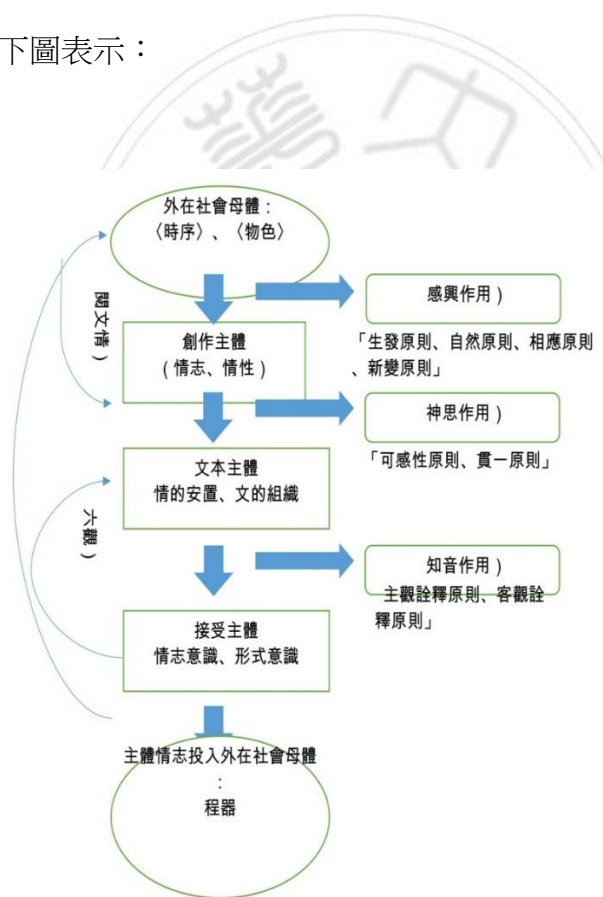 下圖表示：
外在社會母體：
〈時序〉、〈物色〉
感興作用）
「生發原則、自然原則、相應原則
、新變原則」
創作主體
（情志、情性）
閱文情）
神思作用）
「可感性原則、貫一原則」
文本主體
情的安置、文的組織
六觀）
知音作用）
主觀詮釋原則、客觀詮
釋原則」
接受主體
情志意識、形式意識
主體情志投入外在社會母體
：
程器